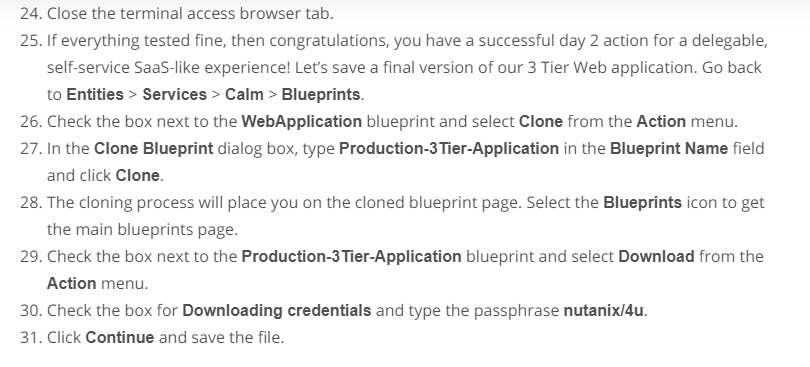 24. Close the terminal access browser tab.
25. If everything tested fine, then congratulations, you have a successful day 2 action for a delegable,
self-service SaaS-like experience! Let’s save a final version of our 3 Tier Web application. Go back
to Entities > Services > Calm > Blueprints.
26. Check the box next to the WebApplication blueprint and select Clone from the Action menu.
27. In the Clone Blueprint dialog box, type Production-3Tier-Application in the Blueprint Name field
and click Clone.
28. The cloning process will place you on the cloned blueprint page. Select the Blueprints icon to get
the main blueprints page.
29. Check the box next to the Production-3Tier-Application blueprint and select Download from the
Action menu.
30. Check the box for Downloading credentials and type the passphrase nutanix/4u.
31. Click Continue and save the file.